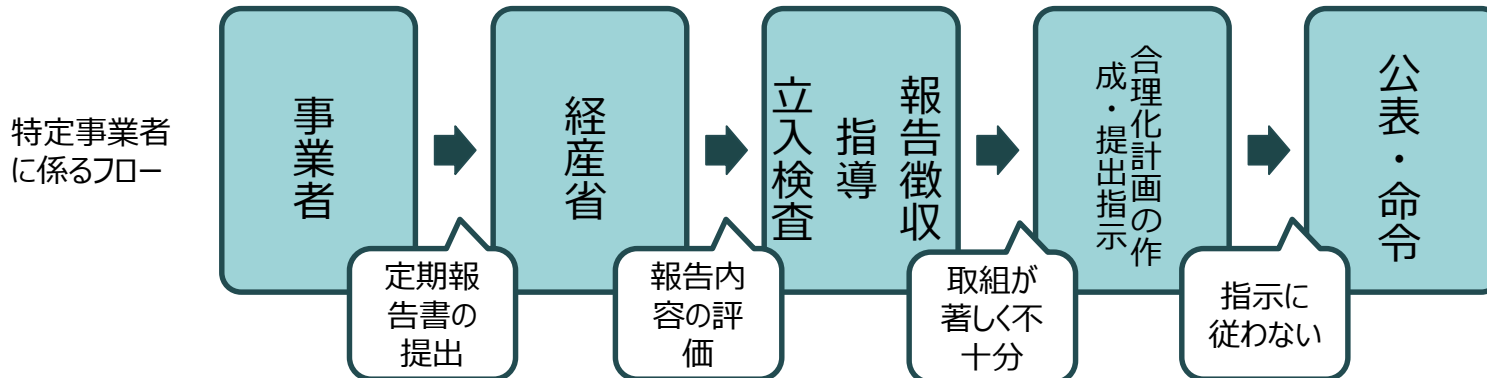 特定事業者
に係るフロー
事業者
定期報
告書の
提出
経産省
報告内
容の評
価
報告徴収
指導
立入検査
取組が
著しく不
十分
合理化計画の作
成・提出指示
指示に
従わない
公表・命令